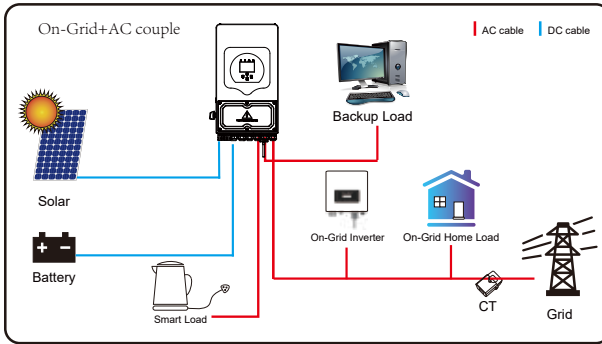 On-Grid+AC couple
AC cable
DC cable
Backup Load
Solar
On-Grid Inverter
On-Grid Home Load
Battery
CT
Grid
Smart Load